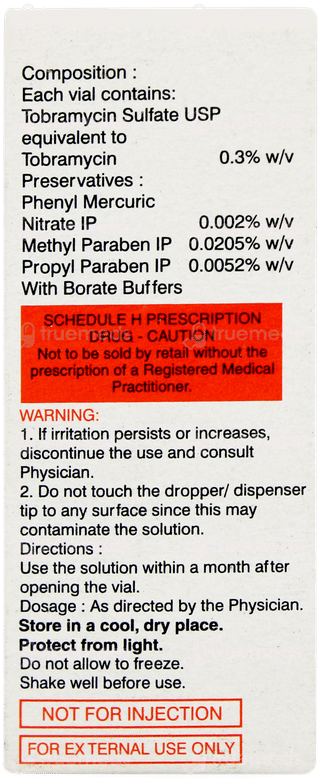 Composition :
Each vial contains:
Tobramycin Sulfate USP
equivalent to
Tobramycin 0.3% w/v
Preservatives :
Phenyl Mercuric
Nitrate IP 0.002% w/v
Methyl Paraben IP 0.0205% w/v
Propyl Paraben IP 0.0052% w/v
With Borate Buffers
SCHEDULE H PRESCRIPTION
DRUG - CAUTION
Not to be sold by retail without the
prescription of a Registered Medical
Practitioner.
WARNING:
1. If irritation persists or increases,
discontinue the use and consult
Physician.
2. Do not touch the dropper/ dispenser
tip to any surface since this may
contaminate the solution.
Directions :
Use the solution within a month after
opening the vial.
Dosage : As directed by the Physician.
Store in a cool, dry place.
Protect from light.
Do not allow to freeze.
Shake well before use.
NOT FOR INJECTION
FOR EXTERNAL USE ONLY